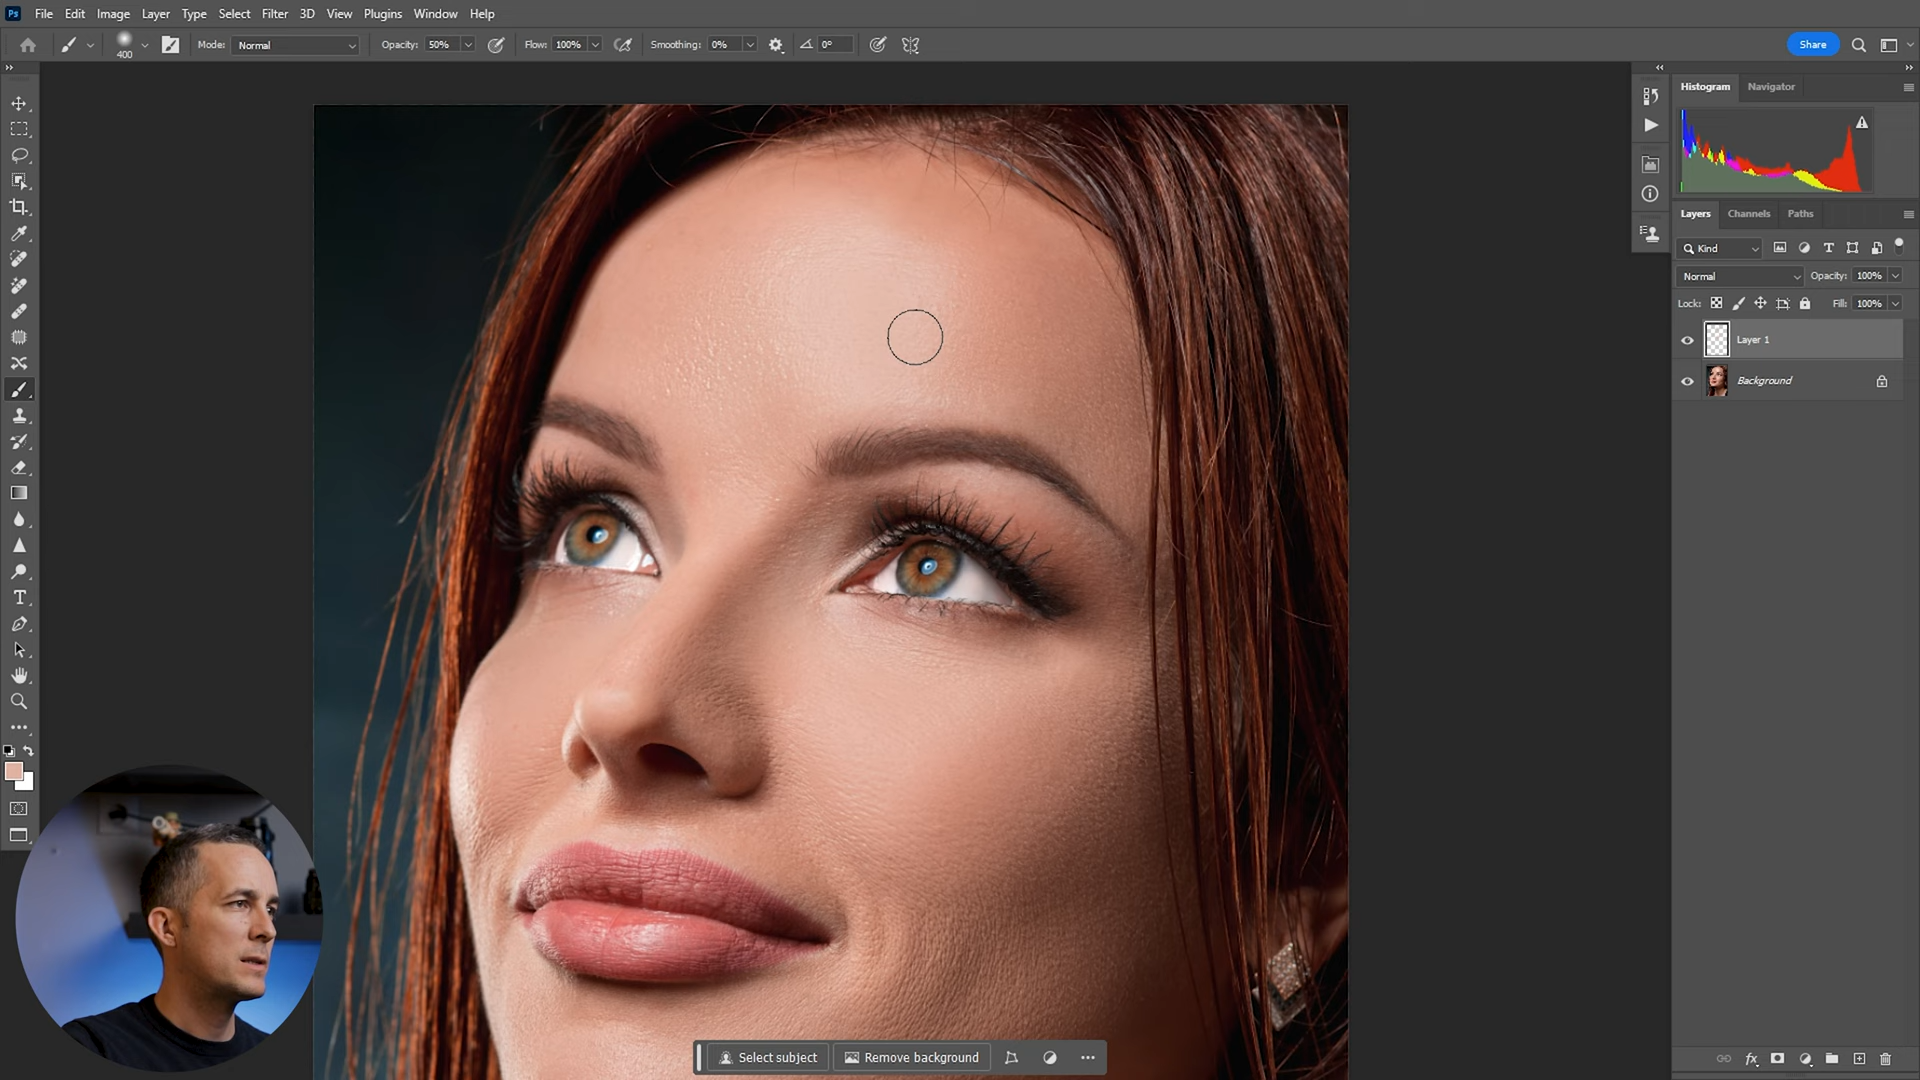 Ps File Edit Image Layer Type Select Filter 3D View Plugins Window Help
400 Mode: Normal Opacity: 50% Flow: 100% Smoothing: 0% 0° Share
Histogram Navigator
Layers Channels Paths
Kind
Normal Opacity: 100%
Lock: Fill: 100%
Layer 1
Background
Select subject Remove background
fx